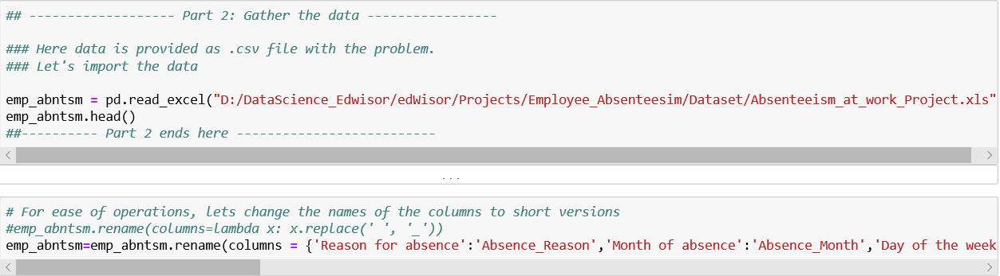 ## ------------------- Part 2: Gather the data -----------------
### Here data is provided as .csv file with the problem.
### Let's import the data
emp_abntsm = pd.read_excel("D:/DataScience_Edwisor/edWisor/Projects/Employee_Absenteesim/Dataset/Absenteeism_at_work_Project.xls"
emp_abntsm.head()
##---------- Part 2 ends here --------------------------
...
# For ease of operations, lets change the names of the columns to short versions
#emp_abntsm.rename(columns=lambda x: x.replace(' ', '_'))
emp_abntsm=emp_abntsm.rename(columns = {'Reason for absence':'Absence_Reason','Month of absence':'Absence_Month','Day of the week